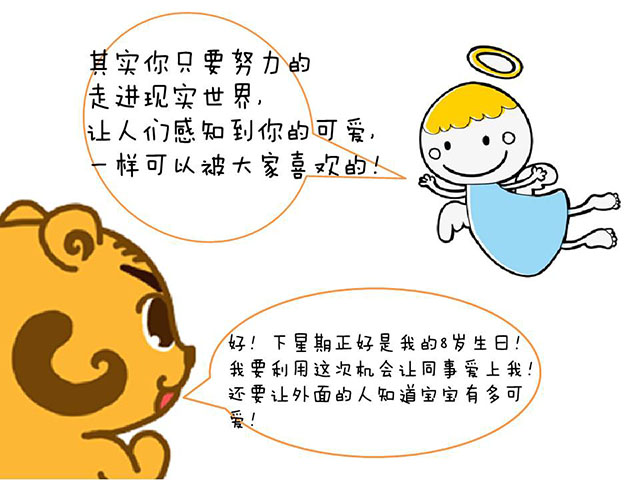 其实你只要努力的
走进现实世界,
让人们感知到你的可爱,
一样可以被大家喜欢的!
好! 下星期正好是我的8岁生日!
我要利用这次机会让同事爱上我!
还要让外面的人知道宝宝有多可
爱!